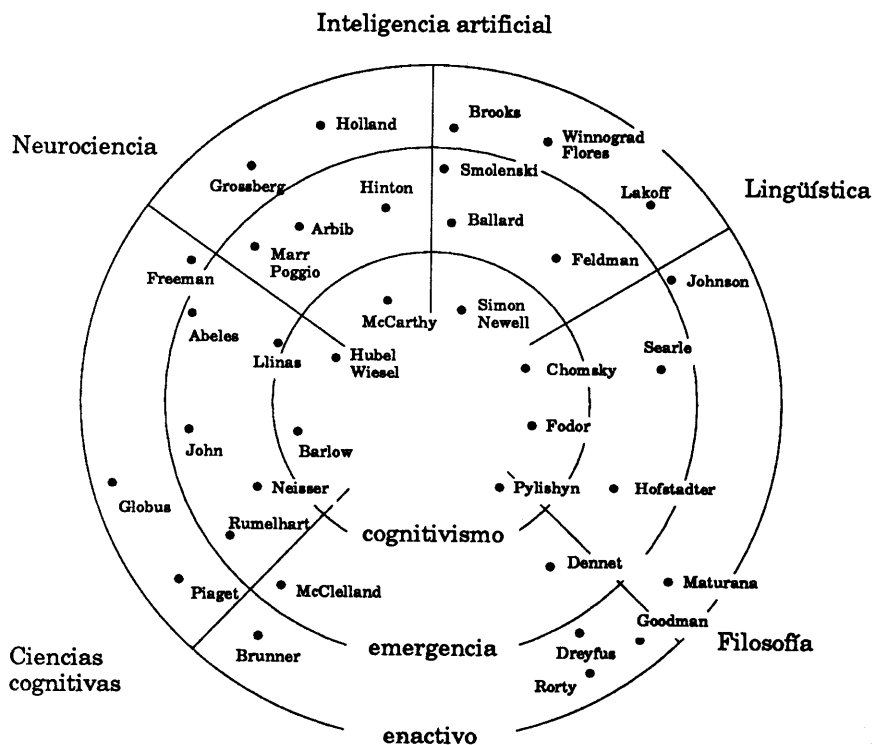 Inteligencia artificial
Neurociencia
Holland
Brooks
Winnograd
Flores
Grossberg
Smolenski
Hinton
Lakoff
Lingüística
Arbib
Ballard
Marr
Poggio
Feldman
Freeman
Johnson
Abeles
McCarthy
Simon
Newell
Llinas
Hubel
Wiesel
Searle
Chomsky
Fodor
John
Barlow
Neisser
Pylishyn
Hofstadter
Globus
Rumelhart
cognitivismo
Dennet
Piaget
McClelland
Maturana
Goodman
Filosofía
Ciencias
cognitivas
Brunner
emergencia
Dreyfus
Rorty
enactivo